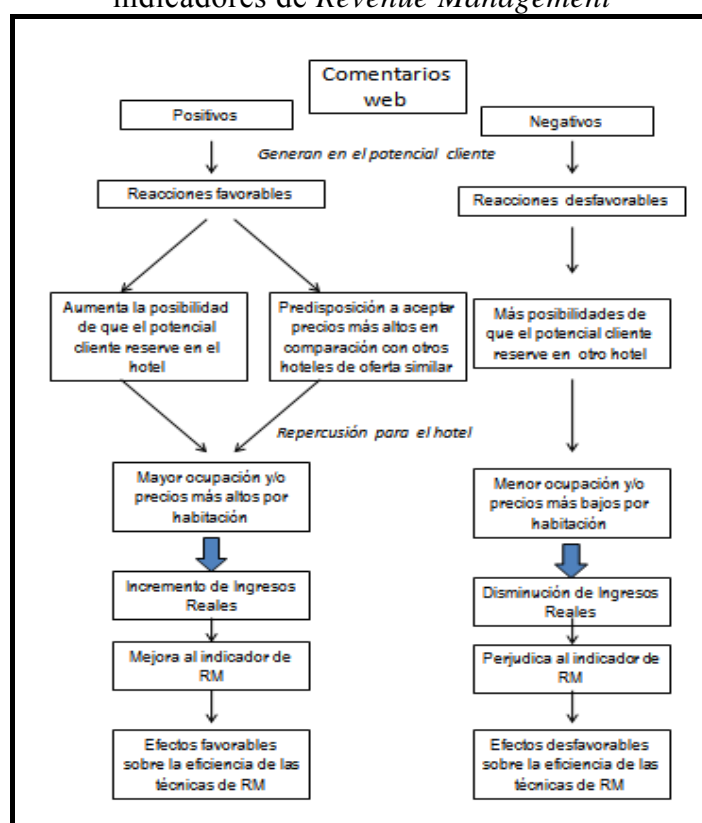 indicadores de Revenue Management
Comentarios
web
Positivos
Negativos
Generan en el potencial cliente
Reacciones favorables
Reacciones desfavorables
Aumenta la posibilidad
de que el potencial
cliente reserve en el
hotel
Predisposición a aceptar
precios más altos en
comparación con otros
hoteles de oferta similar
Más posibilidades de
que el potencial cliente
reserve en otro hotel
Repercusión para el hotel
Mayor ocupación y/o
precios más altos por
habitación
Menor ocupación y/o
precios más bajos por
habitación
Incremento de Ingresos
Reales
Disminución de Ingresos
Reales
Mejora al indicador de
RM
Perjudica al indicador de
RM
Efectos favorables
sobre la eficiencia de las
técnicas de RM
Efectos desfavorables
sobre la eficiencia de las
técnicas de RM